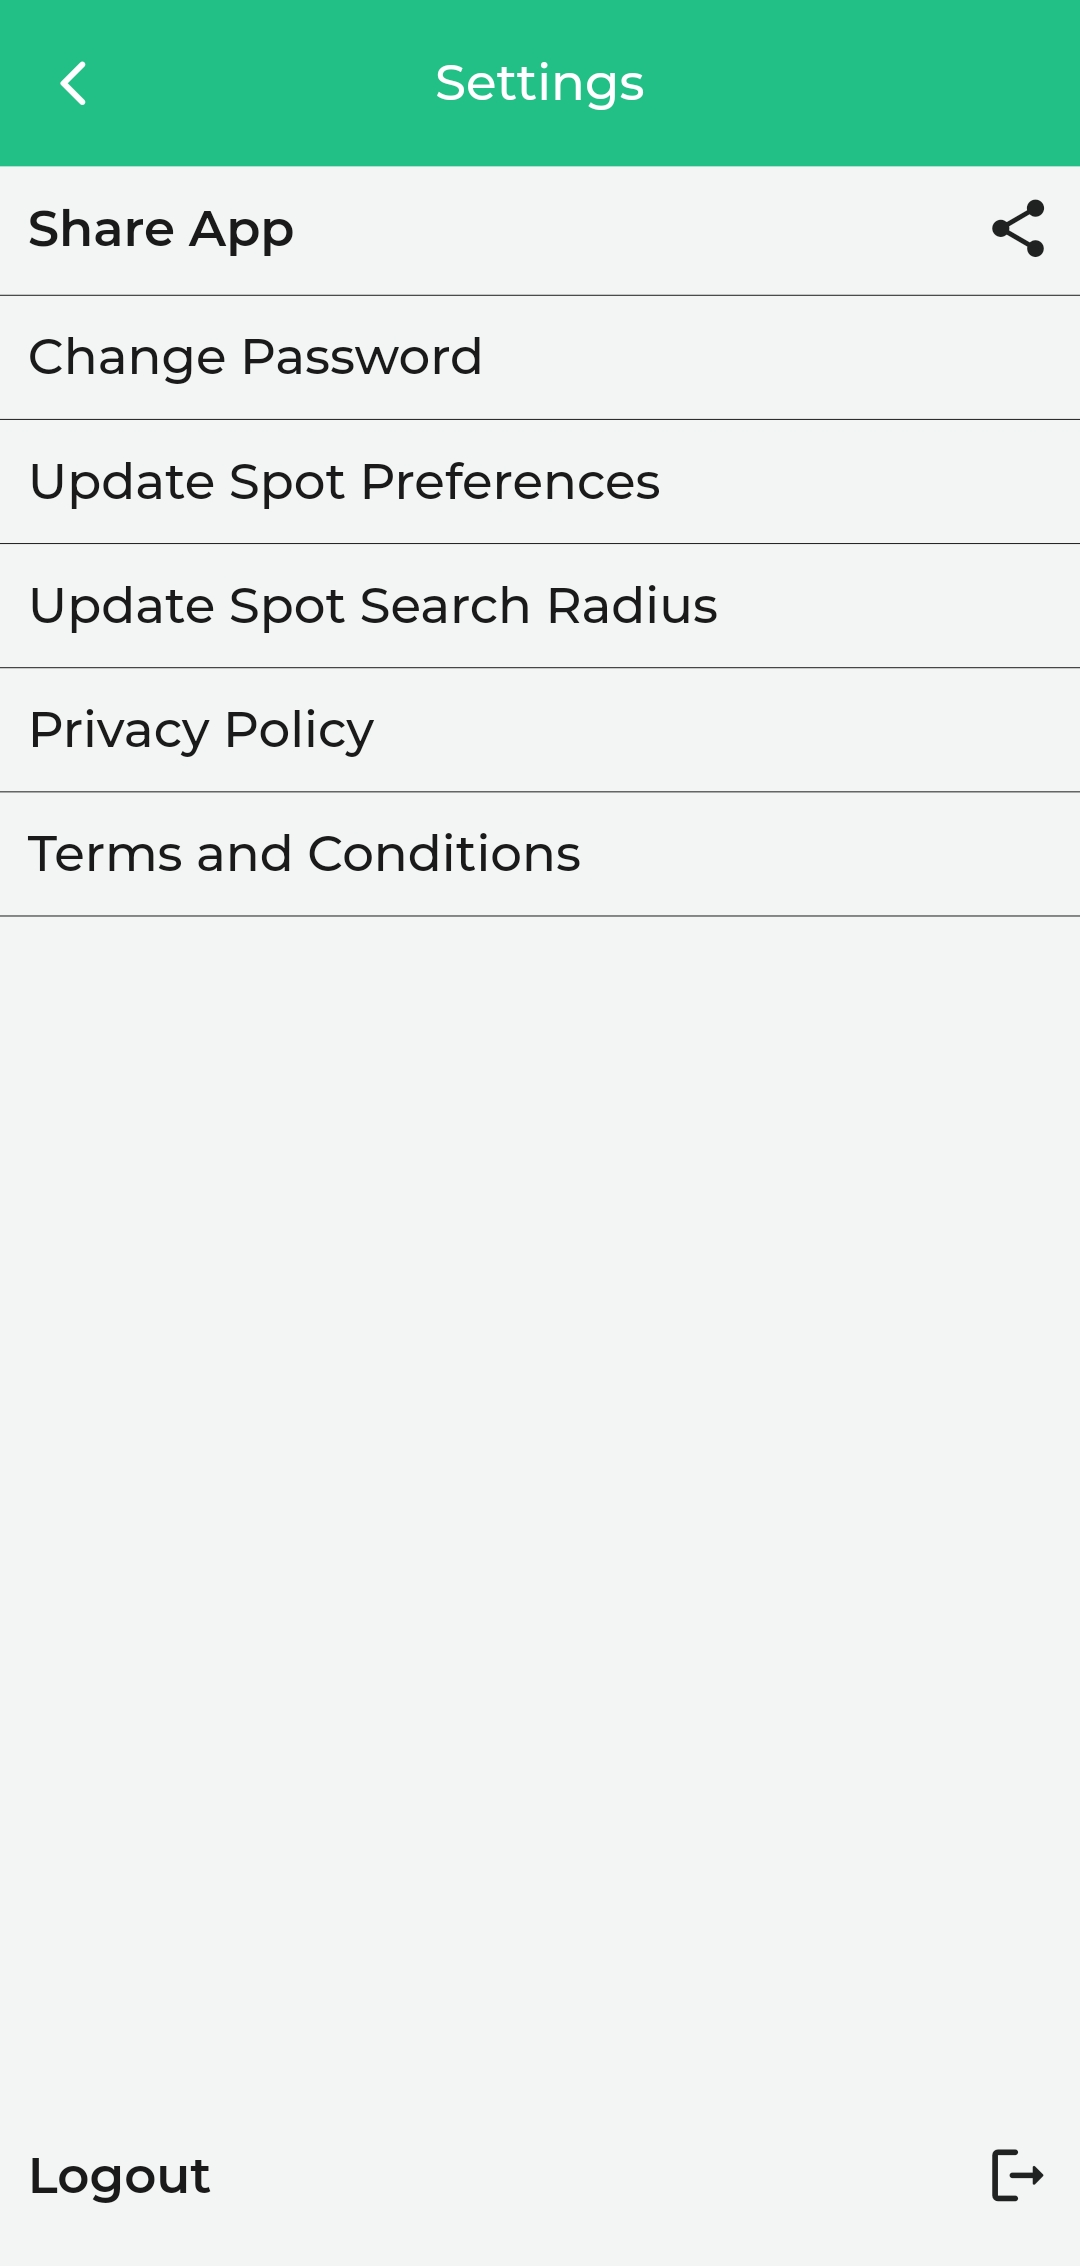 Settings
Share App
Change Password
Update Spot Preferences
Update Spot Search Radius
Privacy Policy
Terms and Conditions
Logout